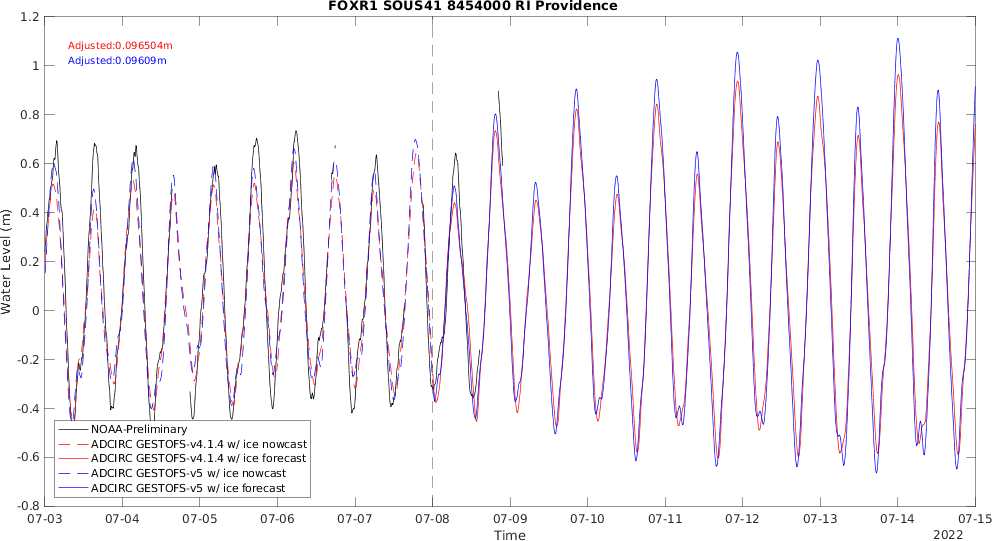 FOXR1 SOUS41 8454000 RI Providence
1.2
1
0.8
0.6
0.4
0.2
0
-0.2
-0.4
-0.6
-0.8
Water Level (m)
Adjusted:0.096504m
Adjusted:0.09609m
NOAA-Preliminary
ADCIRC GESTOFS-v4.1.4 w/ ice nowcast
ADCIRC GESTOFS-v4.1.4 w/ ice forecast
ADCIRC GESTOFS-v5 w/ ice nowcast
ADCIRC GESTOFS-v5 w/ ice forecast
07-03 07-04 07-05 07-06 07-07 07-08 07-09 07-10 07-11 07-12 07-13 07-14 07-15
Time
2022